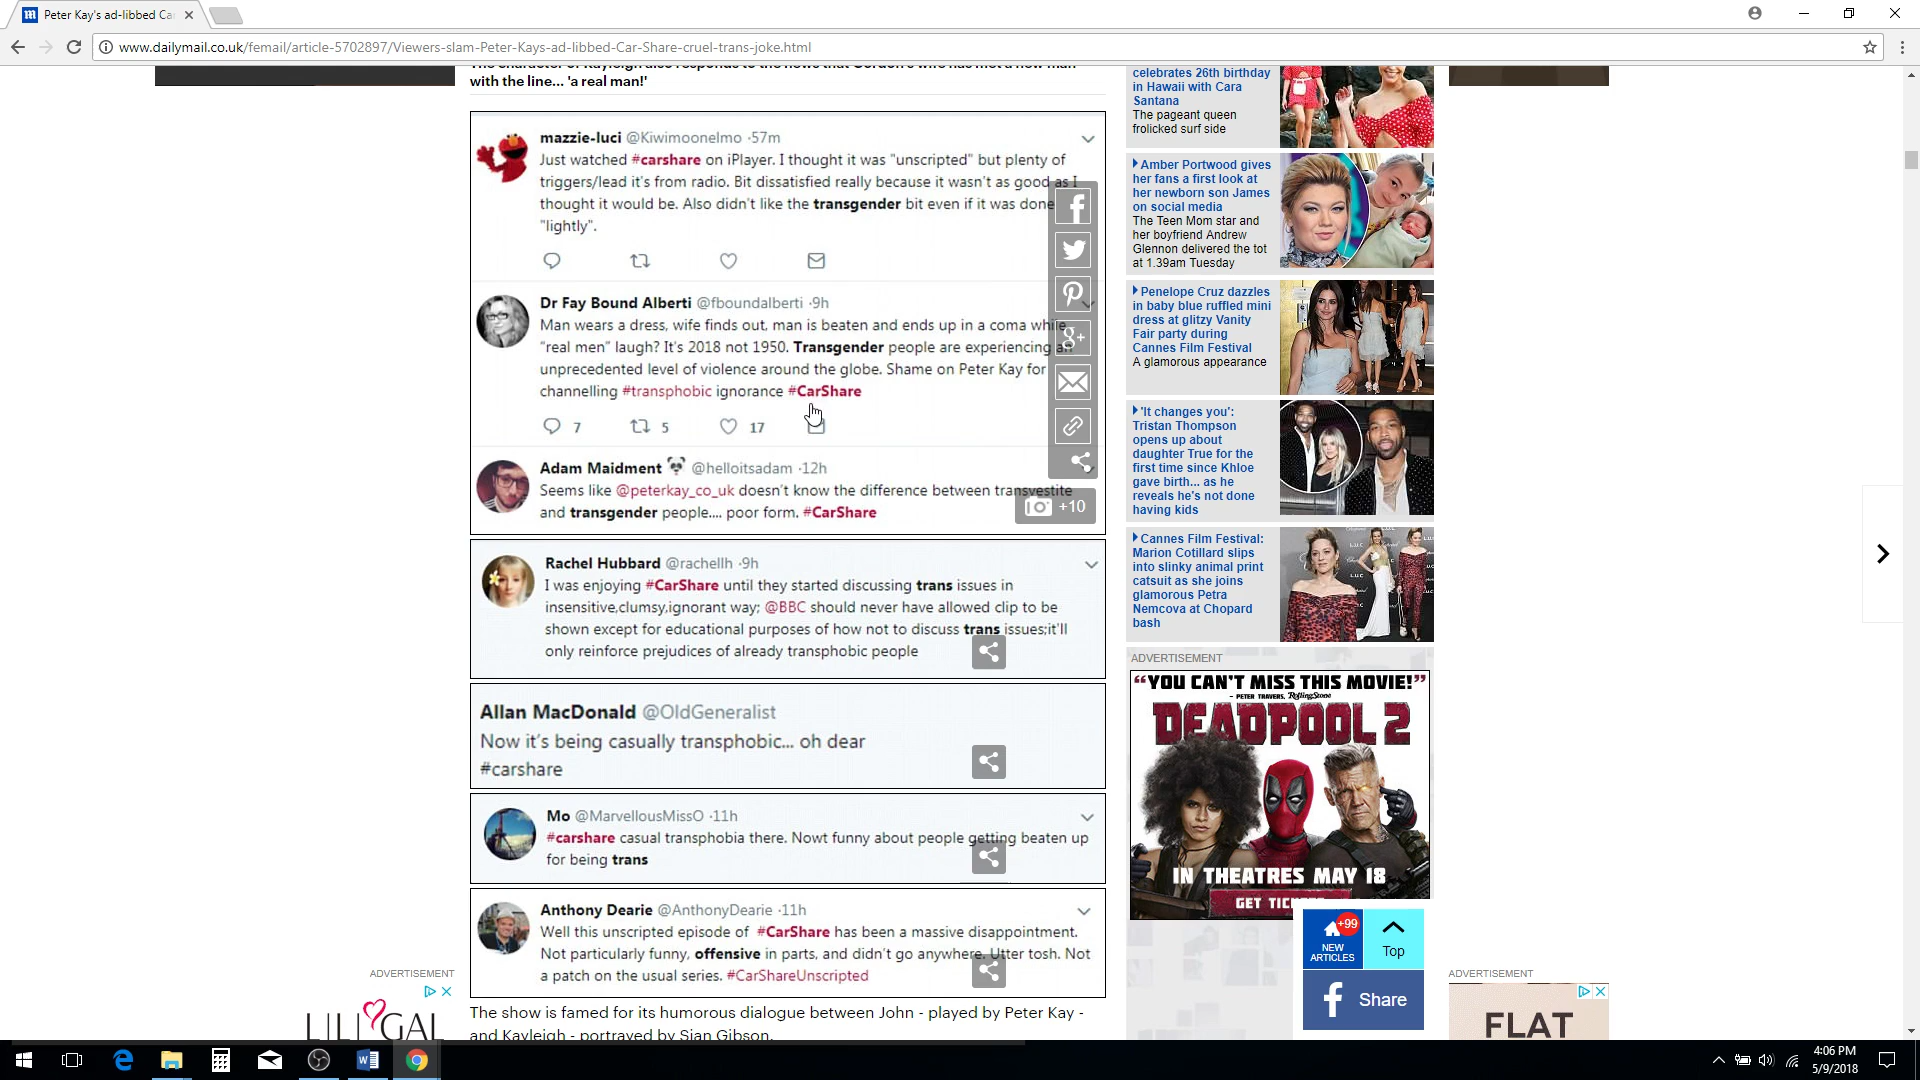 Peter Kay's ad-libbed Ca
www.dailymail.co.uk/femail/article-5702897/Viewers-slam-Peter-Kays-ad-libbed-Car-Share-cruel-trans-joke.html
with the line... 'a real man!'
mazzie-luci @Kiwimoonelmo ·57m
Just watched #carshare on iPlayer. I thought it was "unscripted" but plenty of
triggers/lead it's from radio. Bit dissatisfied really because it wasn't as good as I
thought it would be. Also didn't like the transgender bit even if it was done
"lightly".
Dr Fay Bound Alberti @fboundalberti ·9h
Man wears a dress, wife finds out, man is beaten and ends up in a coma while
"real men" laugh? It's 2018 not 1950. Transgender people are experiencing an
unprecedented level of violence around the globe. Shame on Peter Kay for
channelling #transphobic ignorance #CarShare
7 5 17
Adam Maidment @helloitsadam ·12h
Seems like @peterkay_co_uk doesn't know the difference between transvestite
and transgender people.... poor form. #CarShare
+10
Rachel Hubbard @rachellh ·9h
I was enjoying #CarShare until they started discussing trans issues in
insensitive,clumsy,ignorant way; @BBC should never have allowed clip to be
shown except for educational purposes of how not to discuss trans issues;it'll
only reinforce prejudices of already transphobic people
Allan MacDonald @OldGeneralist
Now it's being casually transphobic... oh dear
#carshare
Mo @MarvellousMissO ·11h
#carshare casual transphobia there. Nowt funny about people getting beaten up
for being trans
Anthony Dearie @AnthonyDearie ·11h
Well this unscripted episode of #CarShare has been a massive disappointment.
Not particularly funny, offensive in parts, and didn't go anywhere. Utter tosh. Not
a patch on the usual series. #CarShareUnscripted
The show is famed for its humorous dialogue between John - played by Peter Kay -
and Kayleigh - portrayed by Sian Gibson.
celebrates 26th birthday
in Hawaii with Cara
Santana
The pageant queen
frolicked surf side
Amber Portwood gives
her fans a first look at
her newborn son James
on social media
The Teen Mom star and
her boyfriend Andrew
Glennon delivered the tot
at 1.39am Tuesday
Penelope Cruz dazzles
in baby blue ruffled mini
dress at glitzy Vanity
Fair party during
Cannes Film Festival
A glamorous appearance
'It changes you':
Tristan Thompson
opens up about
daughter True for the
first time since Khloe
gave birth... as he
reveals he's not done
having kids
Cannes Film Festival:
Marion Cotillard slips
into slinky animal print
catsuit as she joins
glamorous Petra
Nemcova at Chopard
bash
ADVERTISEMENT
"YOU CAN'T MISS THIS MOVIE!"
- PETER TRAVERS, RollingStone
DEADPOOL 2
IN THEATRES MAY 18
GET
+99
NEW
ARTICLES
Top
Share
ADVERTISEMENT
LILI GAL
ADVERTISEMENT
FLAT
4:06 PM
5/9/2018